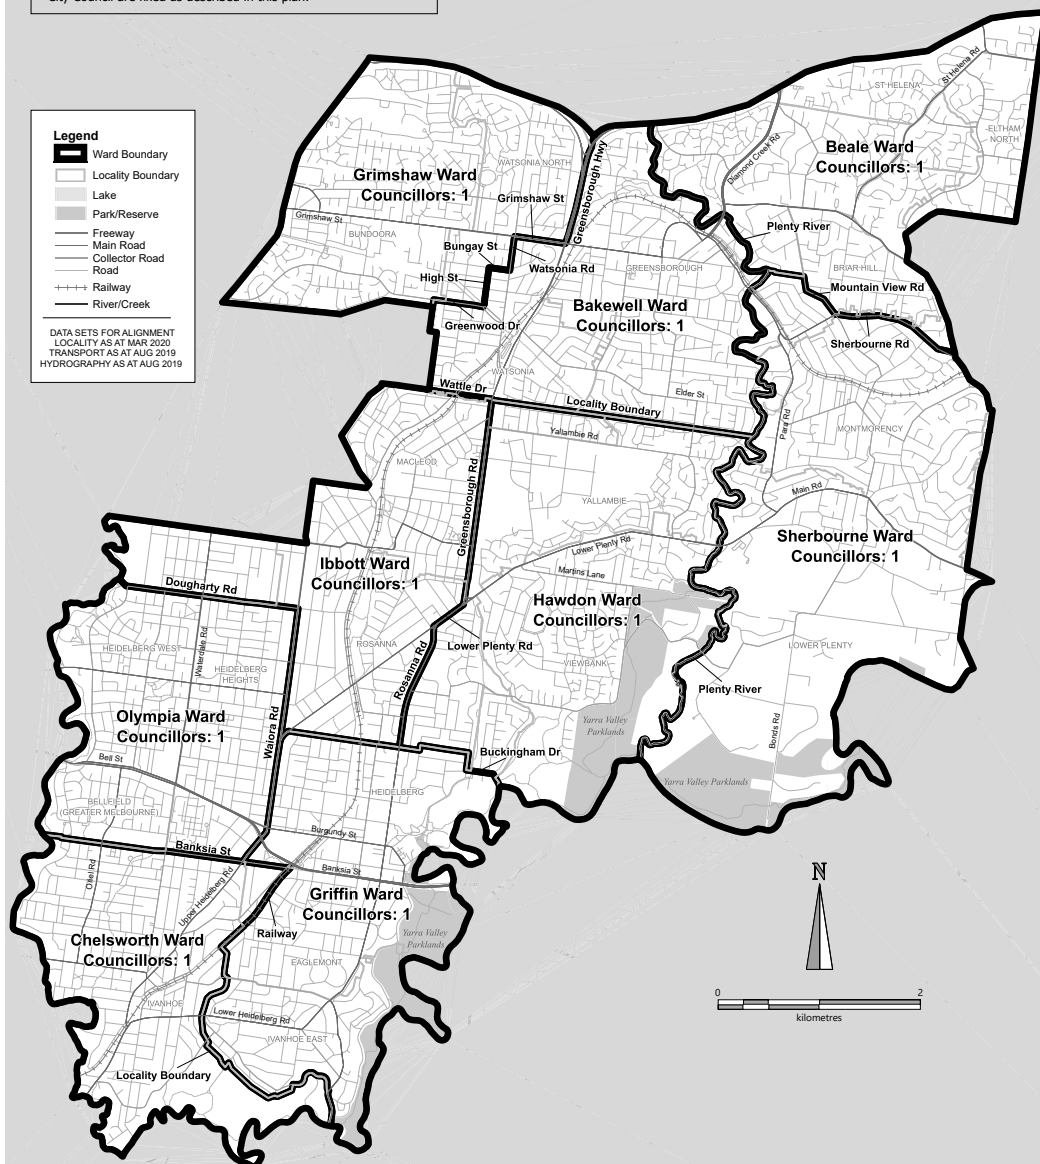 City Council are fixed as described in this plan.
Legend
Ward Boundary
Locality Boundary
Lake
Park/Reserve
Freeway
Main Road
Collector Road
Road
Railway
River/Creek
DATA SETS FOR ALIGNMENT
LOCALITY AS AT MAR 2020
TRANSPORT AS AT AUG 2019
HYDROGRAPHY AS AT AUG 2019
St Helena Rd
ST HELENA
ELTHAM
NORTH
Beale Ward
Councillors: 1
Diamond Creek Rd
WATSONIA NORTH
Greensborough Hwy
Grimshaw Ward
Councillors: 1
Grimshaw St
Grimshaw St
BUNDOORA
Plenty River
Bungay St
Watsonia Rd
GREENSBOROUGH
BRIAR HILL
High St
Mountain View Rd
Bakewell Ward
Councillors: 1
Greenwood Dr
Sherbourne Rd
WATSONIA
Wattle Dr
Elder St
Locality Boundary
Para Rd
MONTMORENCY
Yallambie Rd
MACLEOD
Greensborough Rd
YALLAMBIE
Main Rd
Sherbourne Ward
Councillors: 1
Lower Plenty Rd
Ibbott Ward
Councillors: 1
Martins Lane
Dougharty Rd
Hawdon Ward
Councillors: 1
Waterdale Rd
HEIDELBERG WEST
ROSANNA
Rosanna Rd
Lower Plenty Rd
LOWER PLENTY
HEIDELBERG
HEIGHTS
VIEWBANK
Plenty River
Olympia Ward
Councillors: 1
Waiora Rd
Yarra Valley
Parklands
Bonds Rd
Buckingham Dr
Bell St
Yarra Valley Parklands
HEIDELBERG
BELLFIELD
(GREATER MELBOURNE)
Burgundy St
Banksia St
Banksia St
Oriel Rd
Upper Heidelberg Rd
N
Griffin Ward
Councillors: 1
Railway
Yarra Valley
Parklands
Chelsworth Ward
Councillors: 1
EAGLEMONT
0 2
kilometres
IVANHOE
Lower Heidelberg Rd
IVANHOE EAST
Locality Boundary